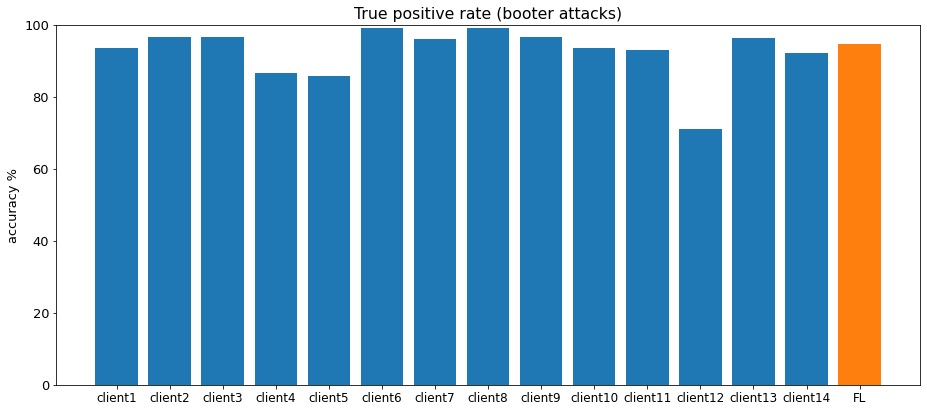 True positive rate (booter attacks)
accuracy %
100
80
60
40
20
0
client1 client2 client3 client4 client5 client6 client7 client8 client9 client10 client11 client12 client13 client14 FL